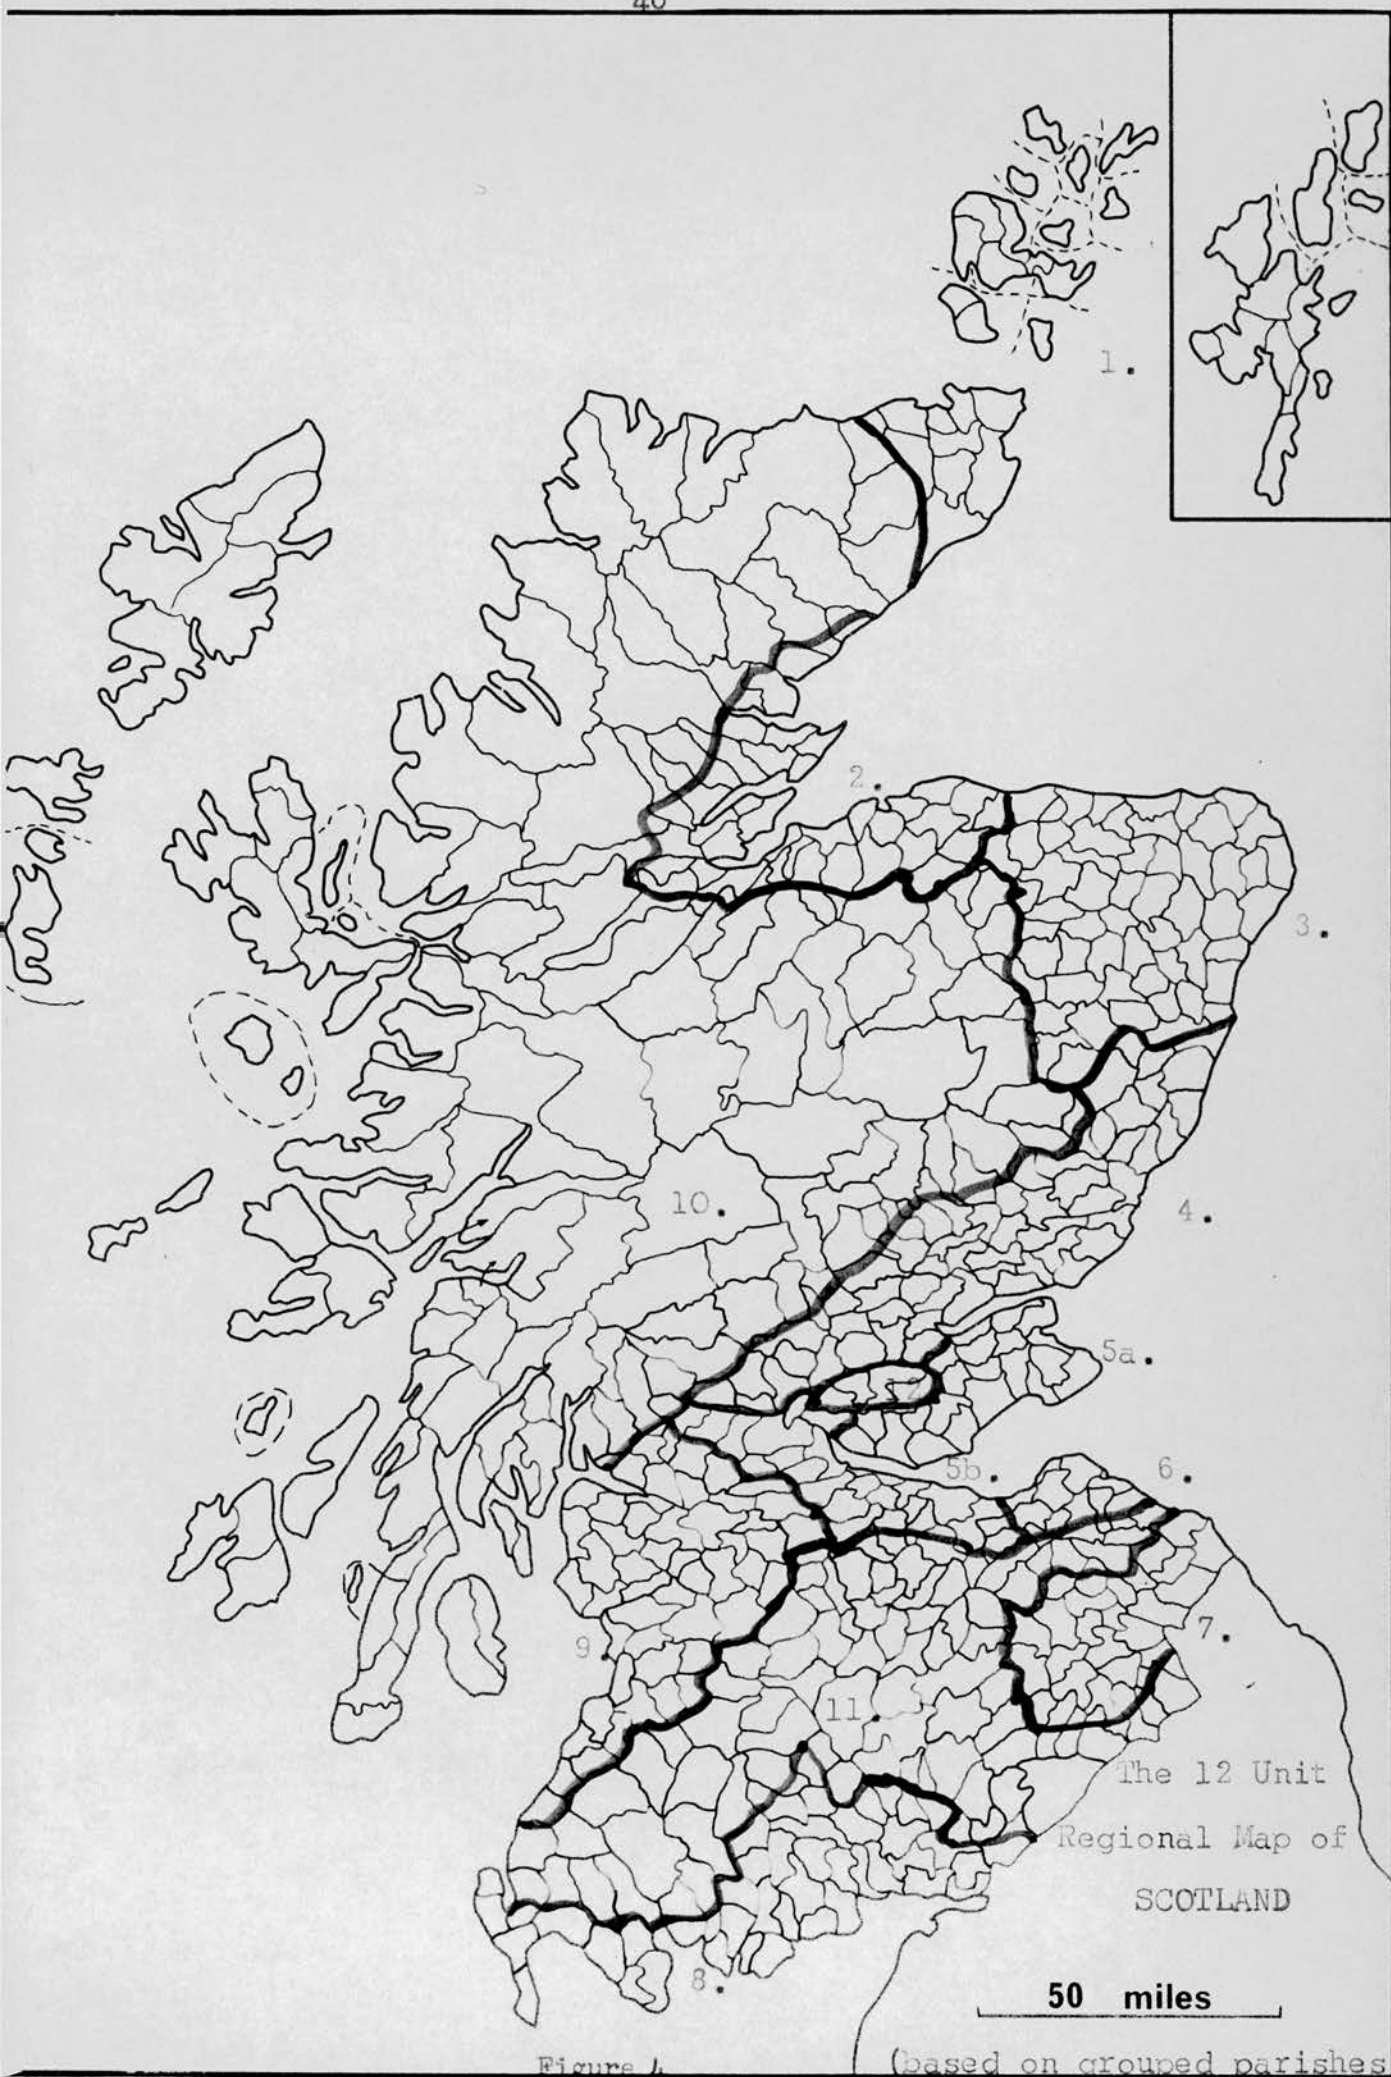 40
1.
2.
3.
10.
4.
5a.
5b.
6.
9.
7.
11.
The 12 Unit
Regional Map of
SCOTLAND
8.
50 miles
Figure 4
(based on grouped parishes